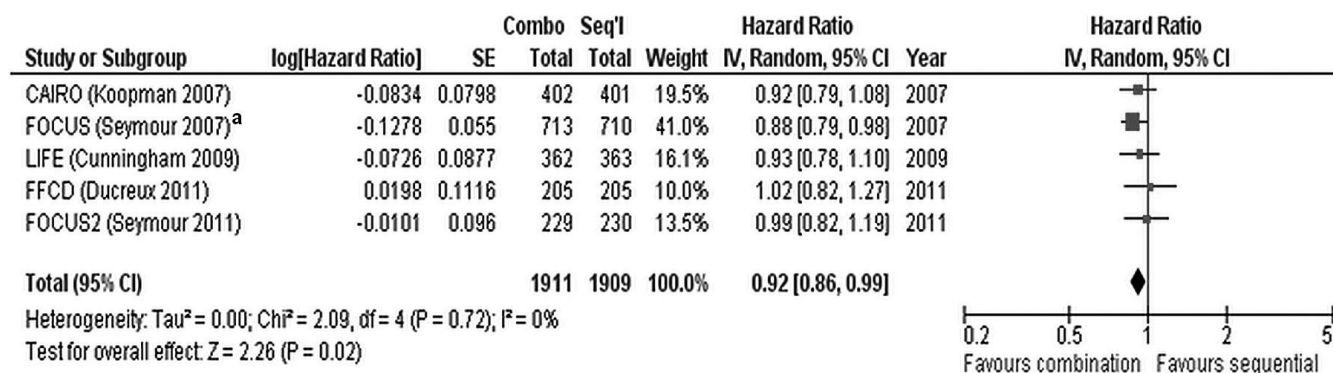 Combo Seq'l Hazard Ratio Hazard Ratio
Study or Subgroup log[Hazard Ratio] SE Total Total Weight IV, Random, 95% CI Year IV, Random, 95% CI
CAIRO (Koopman 2007) -0.0834 0.0798 402 401 19.5% 0.92 [0.79, 1.08] 2007
FOCUS (Seymour 2007)a -0.1278 0.055 713 710 41.0% 0.88 [0.79, 0.98] 2007
LIFE (Cunningham 2009) -0.0726 0.0877 362 363 16.1% 0.93 [0.78, 1.10] 2009
FFCD (Ducreux 2011) 0.0198 0.1116 205 205 10.0% 1.02 [0.82, 1.27] 2011
FOCUS2 (Seymour 2011) -0.0101 0.096 229 230 13.5% 0.99 [0.82, 1.19] 2011
Total (95% CI) 1911 1909 100.0% 0.92 [0.86, 0.99]
Heterogeneity: Tau² = 0.00; Chi² = 2.09, df = 4 (P = 0.72); I² = 0%
Test for overall effect: Z = 2.26 (P = 0.02)
0.2 0.5 1 2 5
Favours combination Favours sequential